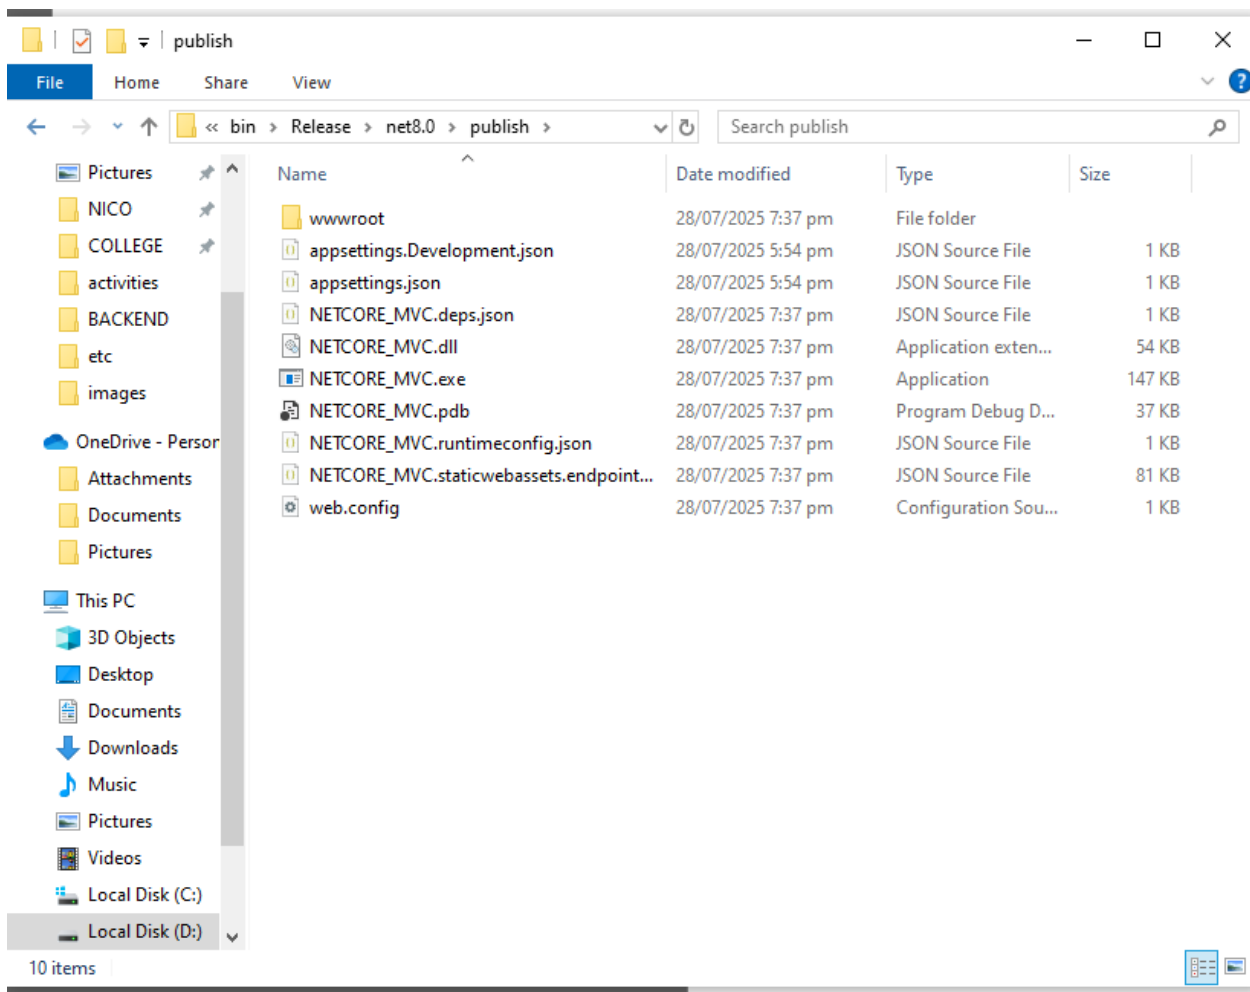 publish
File Home Share View
« bin > Release > net8.0 > publish > Search publish
Name Date modified Type Size
wwwroot 28/07/2025 7:37 pm File folder
appsettings.Development.json 28/07/2025 5:54 pm JSON Source File 1 KB
appsettings.json 28/07/2025 5:54 pm JSON Source File 1 KB
NETCORE_MVC.deps.json 28/07/2025 7:37 pm JSON Source File 1 KB
NETCORE_MVC.dll 28/07/2025 7:37 pm Application exten... 54 KB
NETCORE_MVC.exe 28/07/2025 7:37 pm Application 147 KB
NETCORE_MVC.pdb 28/07/2025 7:37 pm Program Debug D... 37 KB
NETCORE_MVC.runtimeconfig.json 28/07/2025 7:37 pm JSON Source File 1 KB
NETCORE_MVC.staticwebassets.endpoint... 28/07/2025 7:37 pm JSON Source File 81 KB
web.config 28/07/2025 7:37 pm Configuration Sou... 1 KB
Pictures
NICO
COLLEGE
activities
BACKEND
etc
images
OneDrive - Person
Attachments
Documents
Pictures
This PC
3D Objects
Desktop
Documents
Downloads
Music
Pictures
Videos
Local Disk (C:)
Local Disk (D:)
10 items